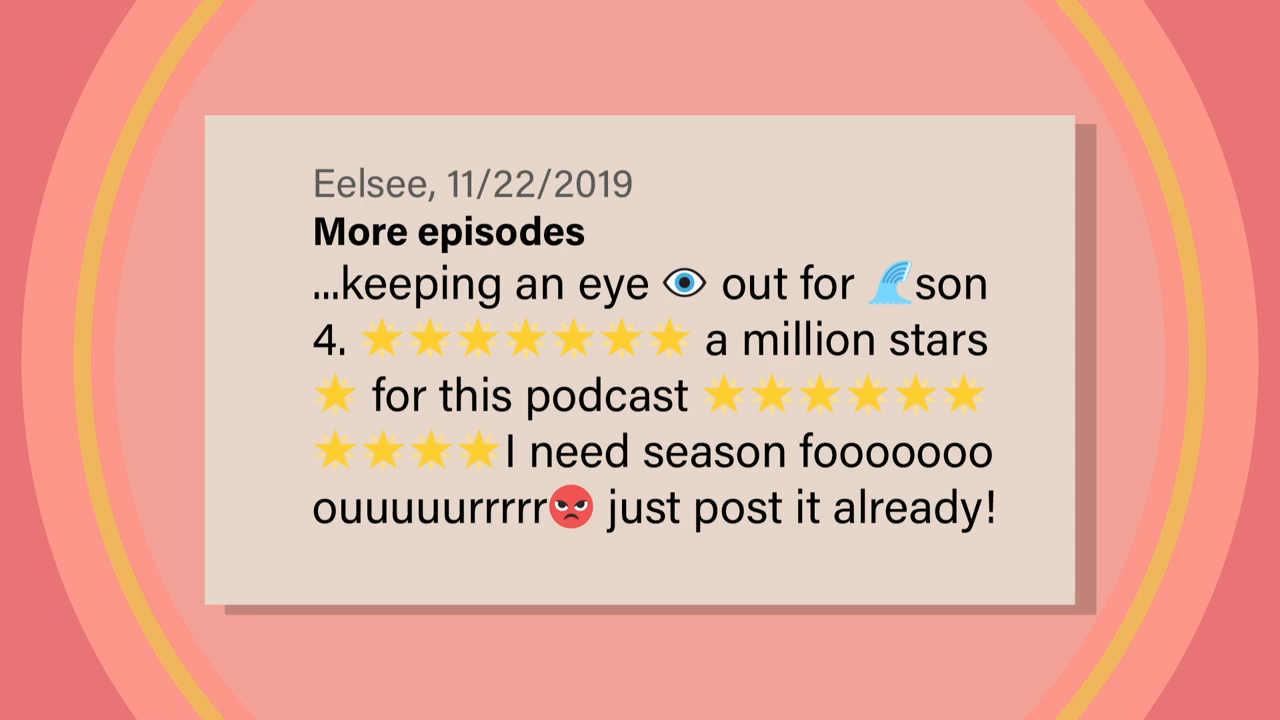 Eelsee, 11/22/2019
More episodes
...keeping an eye 👁 out for 🌊son
4. ⭐⭐⭐⭐⭐⭐⭐ a million stars
⭐ for this podcast ⭐⭐⭐⭐⭐⭐
⭐⭐⭐⭐I need season fooooooo
ouuuuurrrrr😡 just post it already!